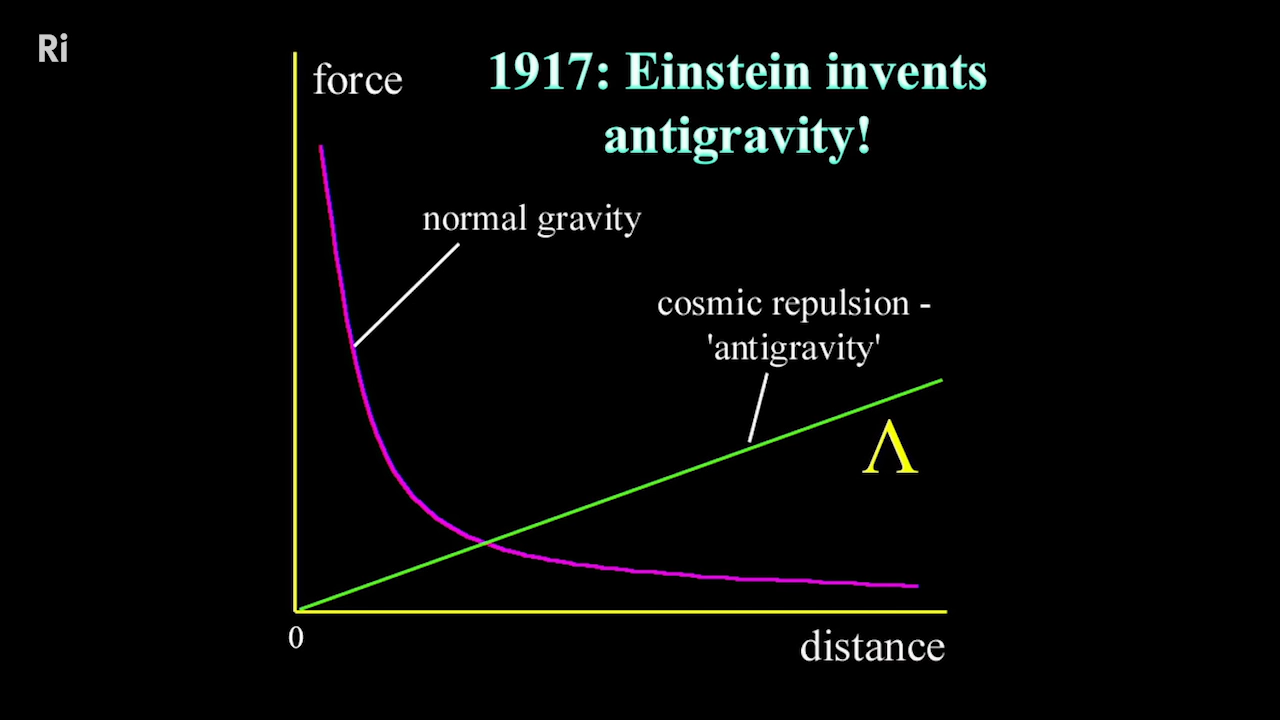 Ri
force
1917: Einstein invents
antigravity!
normal gravity
cosmic repulsion -
'antigravity'
Λ
0
distance